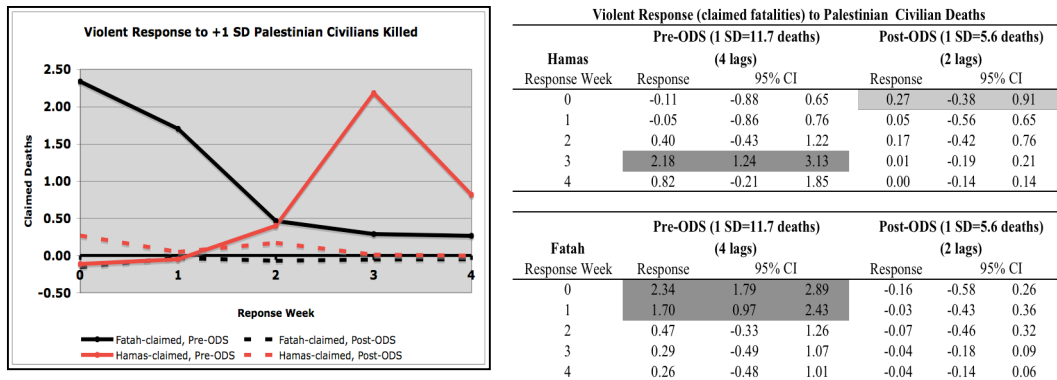 Violent Response to +1 SD Palestinian Civilians Killed
2.50
2.00
1.50
1.00
0.50
0.00
-0.50
Claimed Deaths
0 1 2 3 4
Reponse Week
Fatah-claimed, Pre-ODS Fatah-claimed, Post-ODS
Hamas-claimed, Pre-ODS Hamas-claimed, Post-ODS
Violent Response (claimed fatalities) to Palestinian Civilian Deaths
Pre-ODS (1 SD=11.7 deaths) Post-ODS (1 SD=5.6 deaths)
Hamas (4 lags) (2 lags)
Response Week Response 95% CI Response 95% CI
0 -0.11 -0.88 0.65 0.27 -0.38 0.91
1 -0.05 -0.86 0.76 0.05 -0.56 0.65
2 0.40 -0.43 1.22 0.17 -0.42 0.76
3 2.18 1.24 3.13 0.01 -0.19 0.21
4 0.82 -0.21 1.85 0.00 -0.14 0.14
Pre-ODS (1 SD=11.7 deaths) Post-ODS (1 SD=5.6 deaths)
Fatah (4 lags) (2 lags)
Response Week Response 95% CI Response 95% CI
0 2.34 1.79 2.89 -0.16 -0.58 0.26
1 1.70 0.97 2.43 -0.03 -0.43 0.36
2 0.47 -0.33 1.26 -0.07 -0.46 0.32
3 0.29 -0.49 1.07 -0.04 -0.18 0.09
4 0.26 -0.48 1.01 -0.04 -0.14 0.06